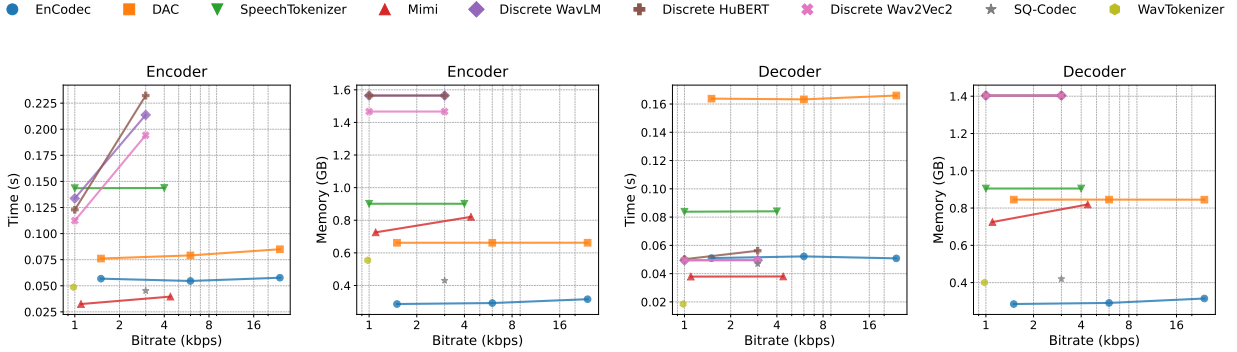 EnCodec DAC SpeechTokenizer Mimi Discrete WavLM Discrete HuBERT Discrete Wav2Vec2 SQ-Codec WavTokenizer
Encoder
Time (s)
0.225
0.200
0.175
0.150
0.125
0.100
0.075
0.050
0.025
1 2 4 8 16
Bitrate (kbps)
Encoder
Memory (GB)
1.6
1.4
1.2
1.0
0.8
0.6
0.4
1 2 4 8 16
Bitrate (kbps)
Decoder
Time (s)
0.16
0.14
0.12
0.10
0.08
0.06
0.04
0.02
1 2 4 8 16
Bitrate (kbps)
Decoder
Memory (GB)
1.4
1.2
1.0
0.8
0.6
0.4
1 2 4 8 16
Bitrate (kbps)